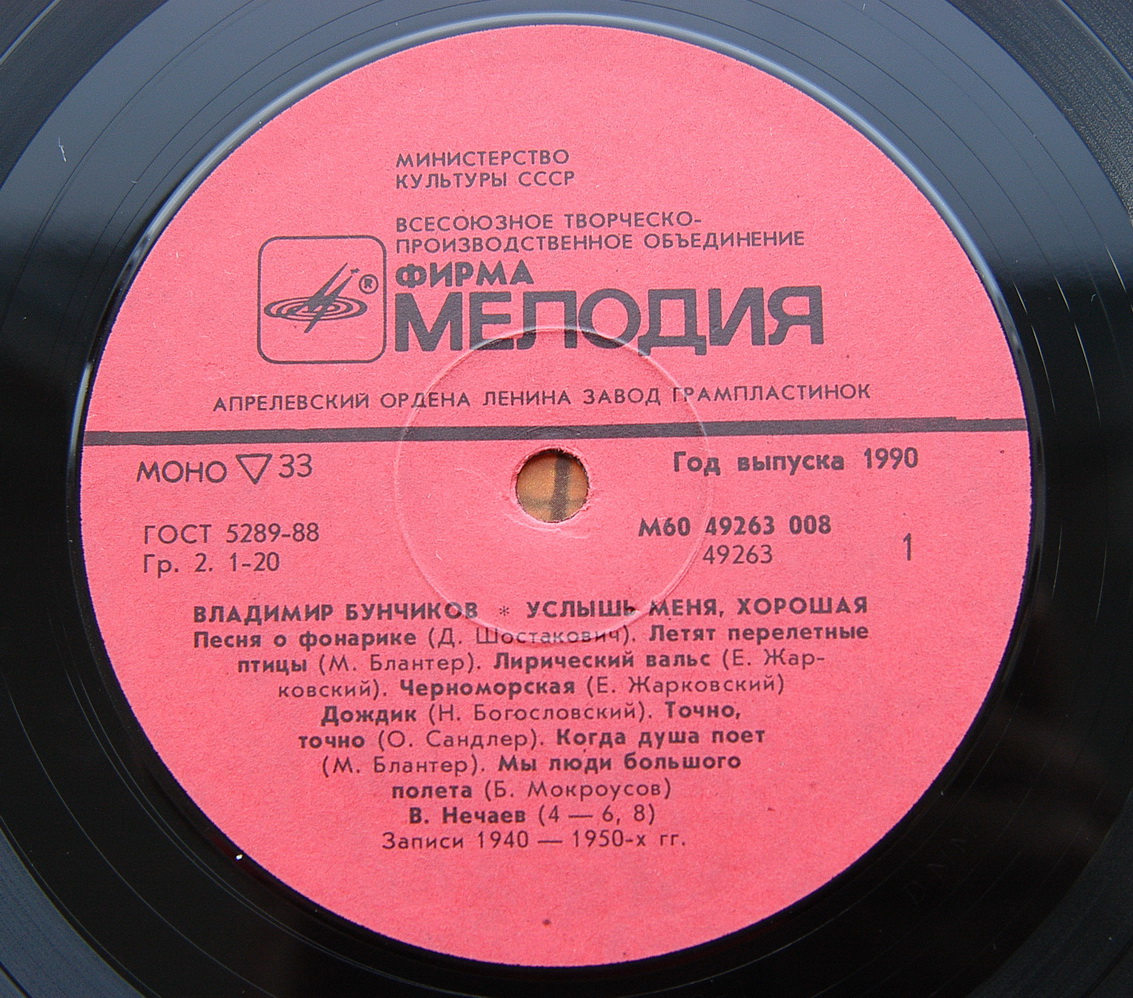 МИНИСТЕРСТВО
КУЛЬТУРЫ СССР
ВСЕСОЮЗНОЕ ТВОРЧЕСКО-
ПРОИЗВОДСТВЕННОЕ ОБЪЕДИНЕНИЕ
ФИРМА
®
МЕЛОДИЯ
АПРЕЛЕВСКИЙ ОРДЕНА ЛЕНИНА ЗАВОД ГРАМПЛАСТИНОК
МОНО ▽ 33
Год выпуска 1990
ГОСТ 5289-88
Гр. 2. 1-20
М60 49263 008
49263
1
ВЛАДИМИР БУНЧИКОВ * УСЛЫШЬ МЕНЯ, ХОРОШАЯ
Песня о фонарике (Д. Шостакович). Летят перелетные
птицы (М. Блантер). Лирический вальс (Е. Жар-
ковский). Черноморская (Е. Жарковский)
Дождик (Н. Богословский). Точно,
точно (О. Сандлер). Когда душа поет
(М. Блантер). Мы люди большого
полета (Б. Мокроусов)
В. Нечаев (4 — 6, 8)
Записи 1940 — 1950-х гг.